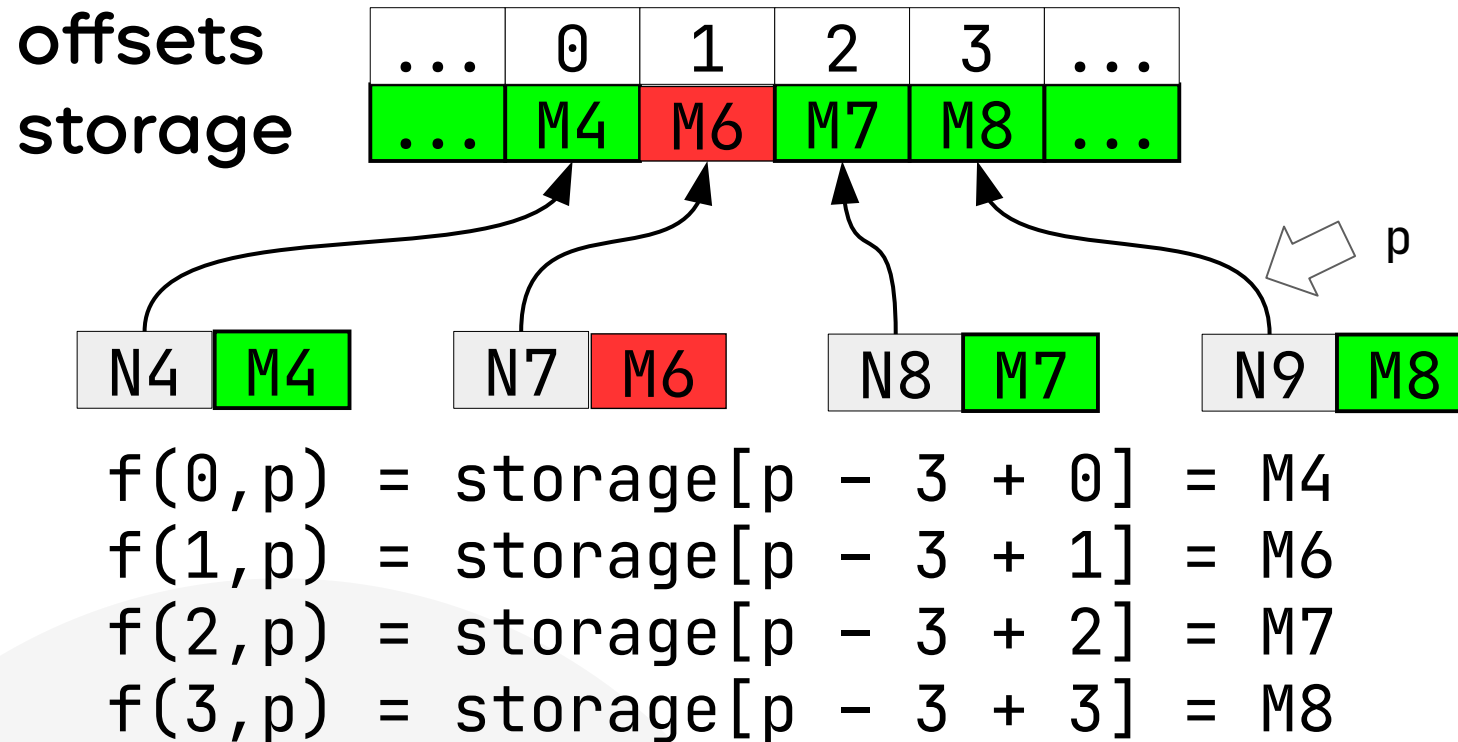 offsets ... 0 1 2 3 ...
storage ... M4 M6 M7 M8 ...
p
N4 M4 N7 M6 N8 M7 N9 M8
f(0,p) = storage[p - 3 + 0] = M4
f(1,p) = storage[p - 3 + 1] = M6
f(2,p) = storage[p - 3 + 2] = M7
f(3,p) = storage[p - 3 + 3] = M8